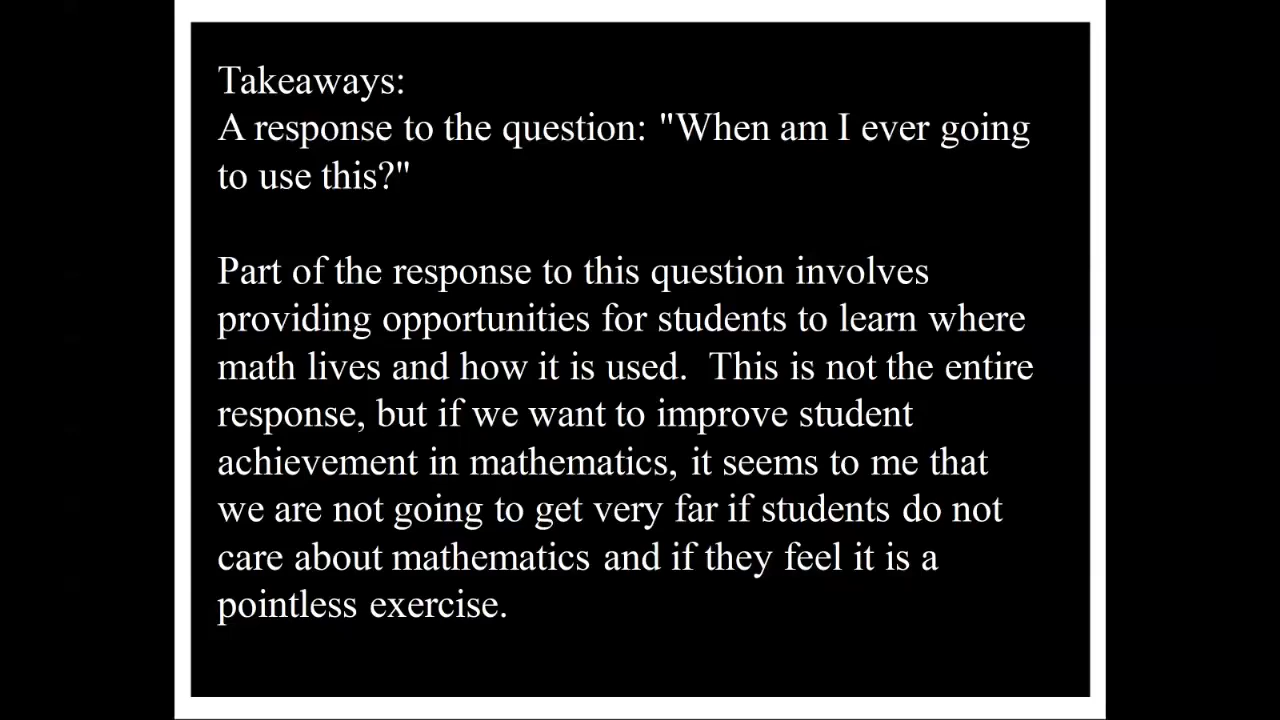 Takeaways:
A response to the question: "When am I ever going
to use this?"
Part of the response to this question involves
providing opportunities for students to learn where
math lives and how it is used.  This is not the entire
response, but if we want to improve student
achievement in mathematics, it seems to me that
we are not going to get very far if students do not
care about mathematics and if they feel it is a
pointless exercise.